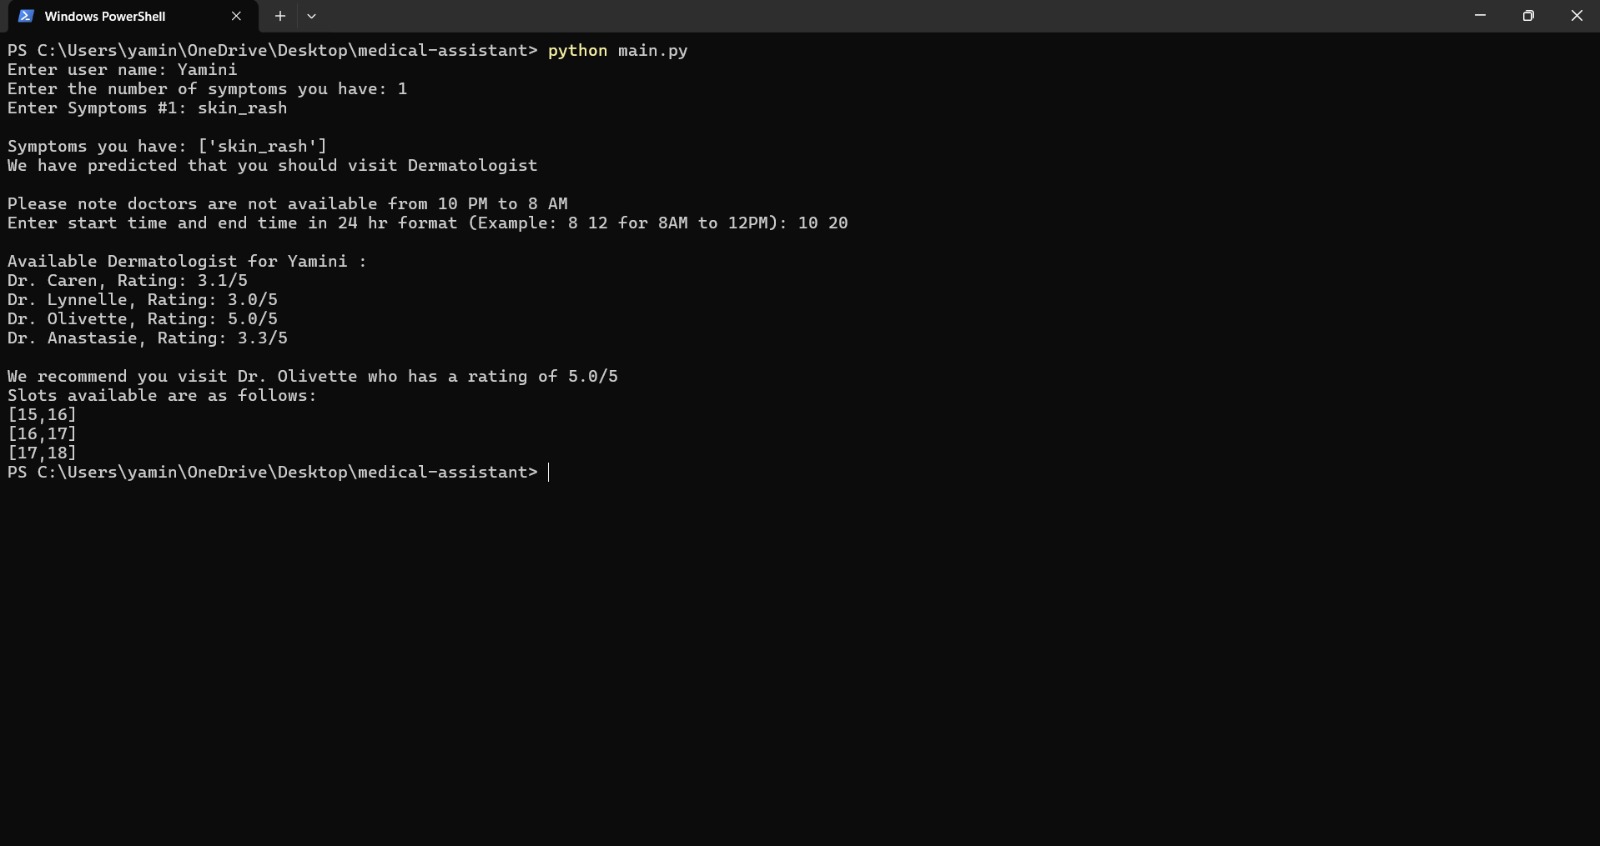 Windows PowerShell
PS C:\Users\yamin\OneDrive\Desktop\medical-assistant> python main.py
Enter user name: Yamini
Enter the number of symptoms you have: 1
Enter Symptoms #1: skin_rash
Symptoms you have: ['skin_rash']
We have predicted that you should visit Dermatologist
Please note doctors are not available from 10 PM to 8 AM
Enter start time and end time in 24 hr format (Example: 8 12 for 8AM to 12PM): 10 20
Available Dermatologist for Yamini :
Dr. Caren, Rating: 3.1/5
Dr. Lynnelle, Rating: 3.0/5
Dr. Olivette, Rating: 5.0/5
Dr. Anastasie, Rating: 3.3/5
We recommend you visit Dr. Olivette who has a rating of 5.0/5
Slots available are as follows:
[15,16]
[16,17]
[17,18]
PS C:\Users\yamin\OneDrive\Desktop\medical-assistant>